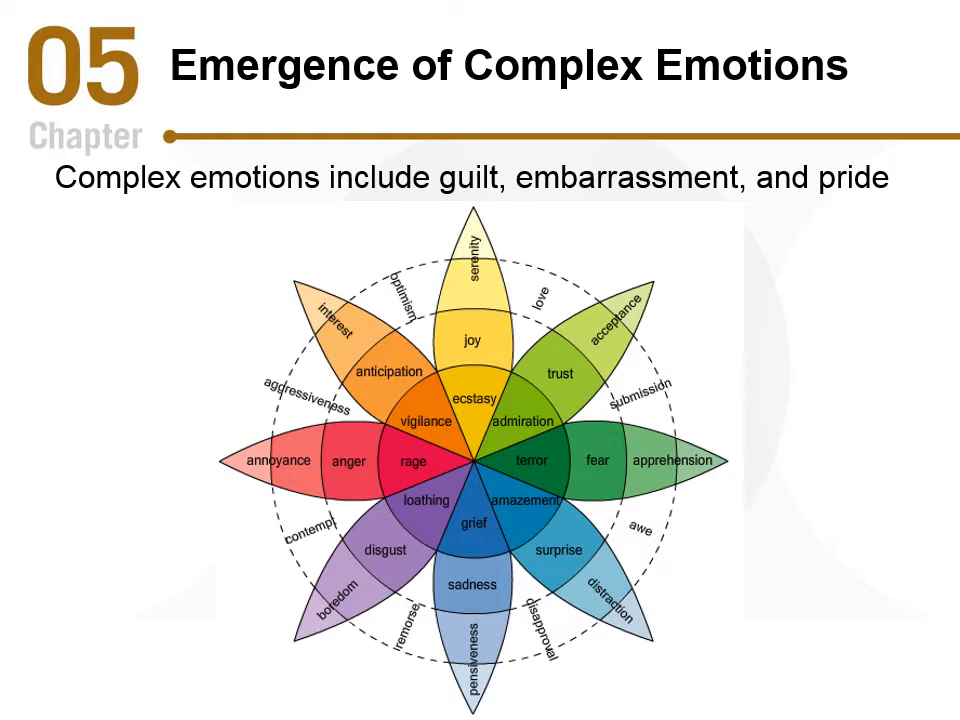 05
Chapter
Emergence of Complex Emotions
Complex emotions include guilt, embarrassment, and pride
serenity
optimism
love
interest
acceptance
joy
anticipation
trust
aggressiveness
submission
ecstasy
vigilance
admiration
annoyance
anger
rage
terror
fear
apprehension
loathing
amazement
contempt
grief
awe
disgust
surprise
boredom
sadness
distraction
remorse
disapproval
pensiveness